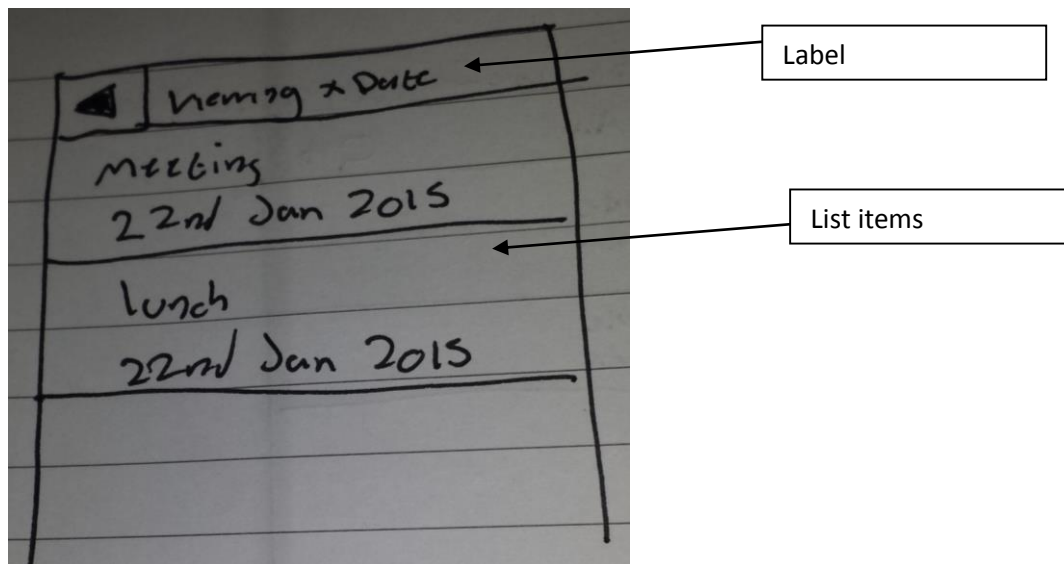 Label
Date
Meeting
22nd Jan 2015
List items
lunch
22nd Jan 2015